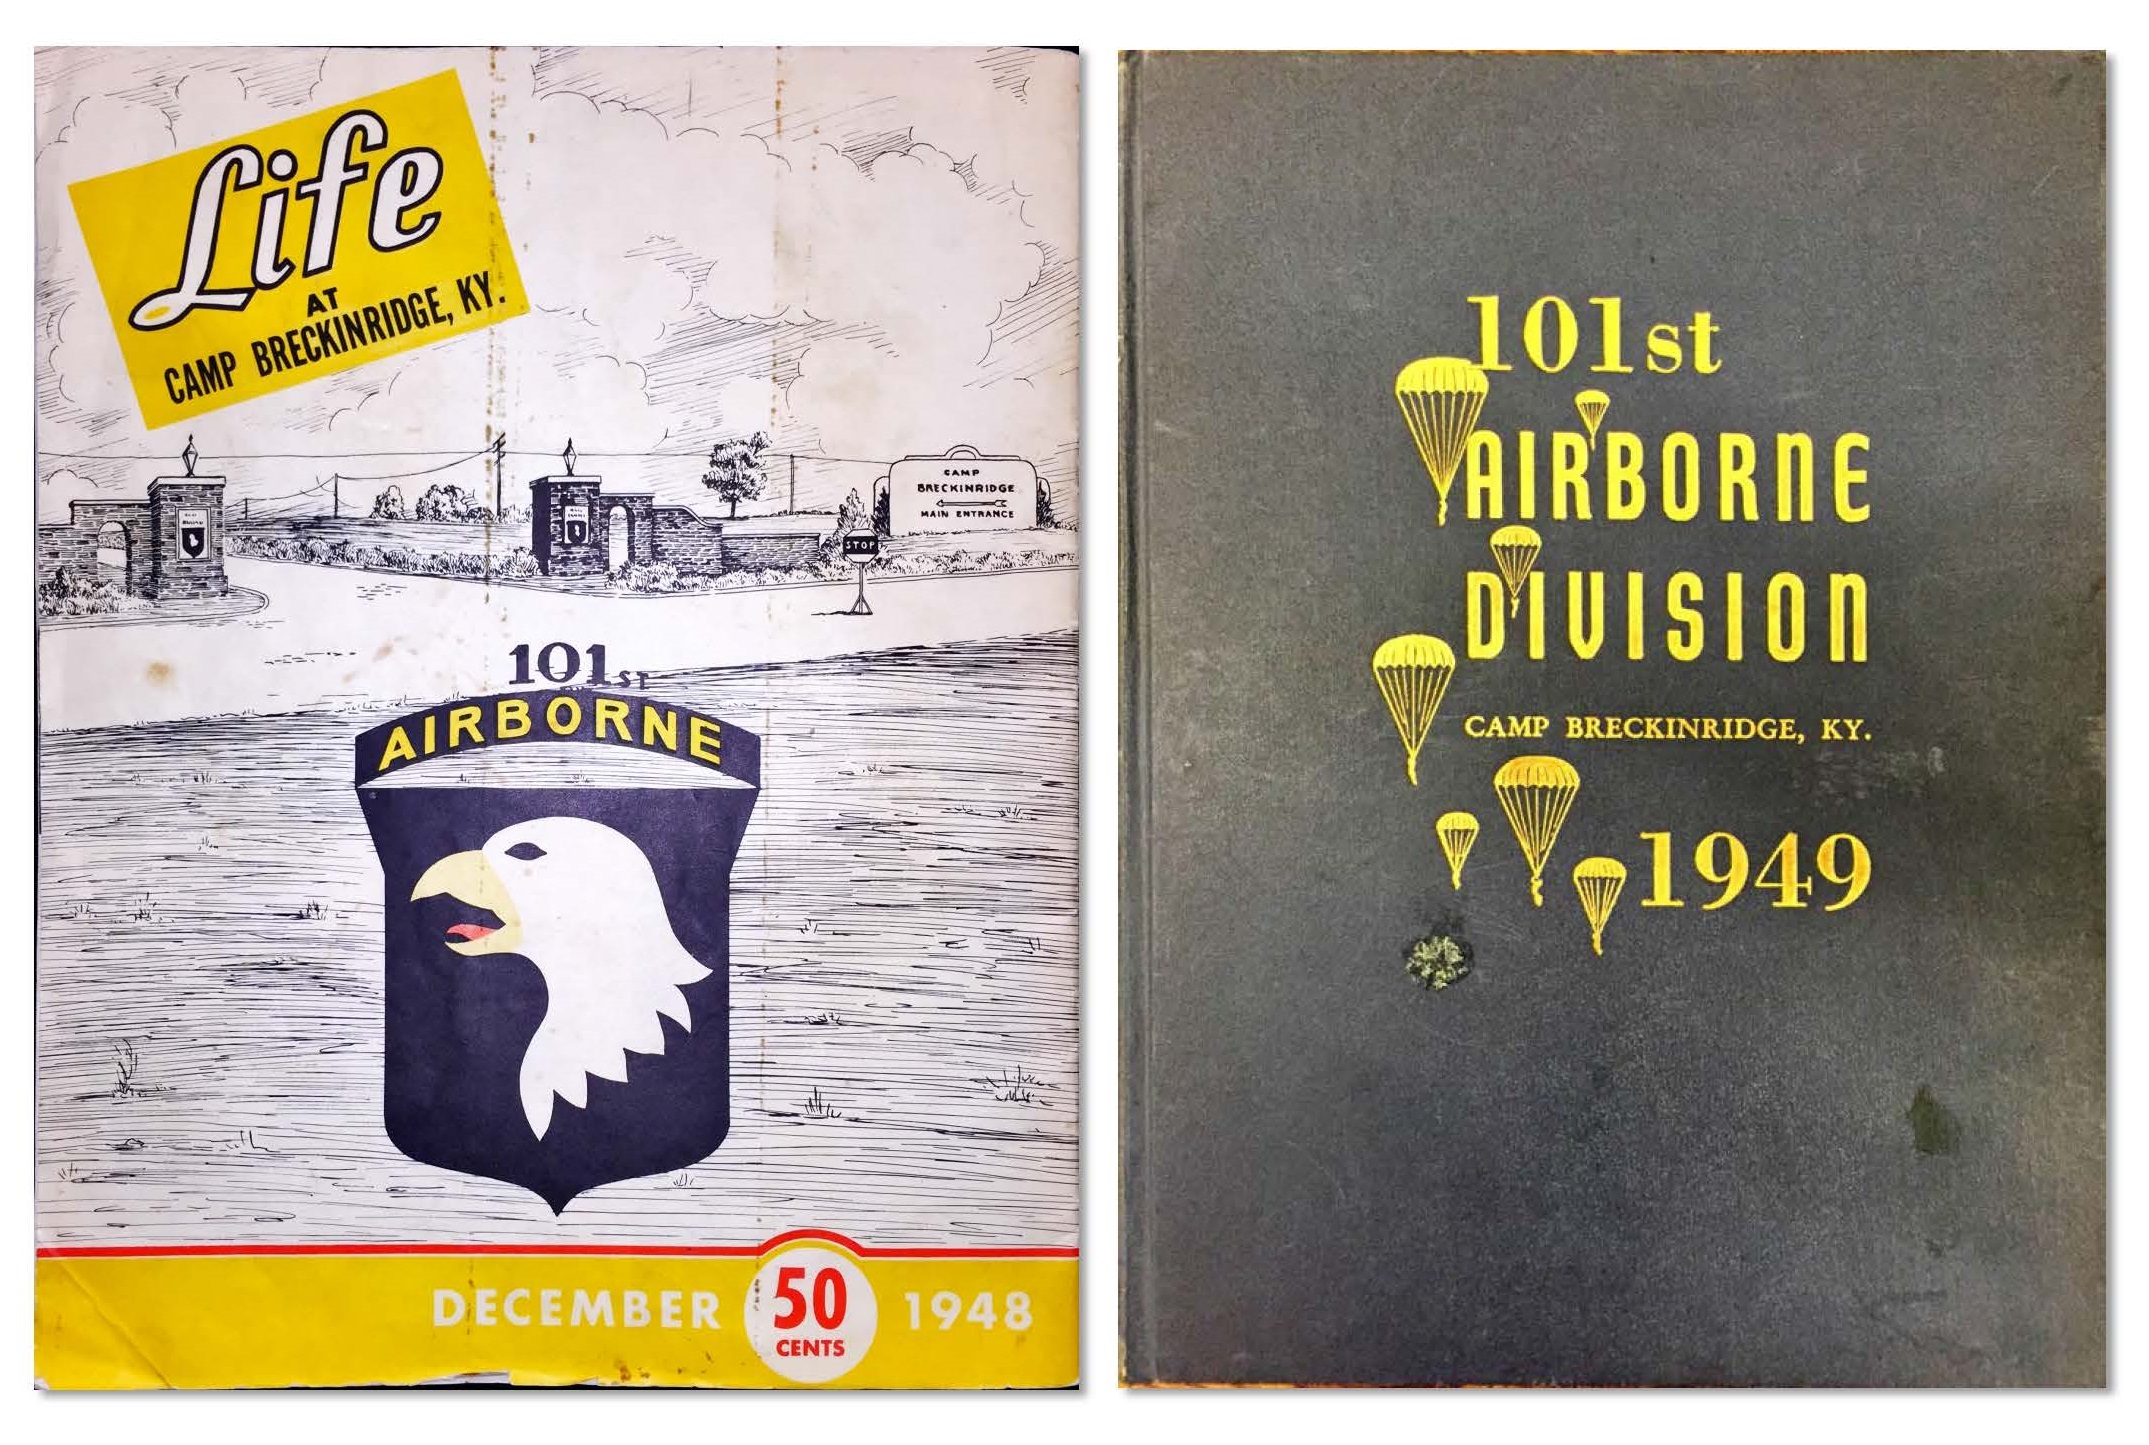 Life
AT
CAMP BRECKINRIDGE, KY.
CAMP
BRECKINRIDGE
MAIN ENTRANCE
STOP
101ST
AIRBORNE
DECEMBER 50 CENTS 1948
101st
AIRBORNE
DIVISION
CAMP BRECKINRIDGE, KY.
1949